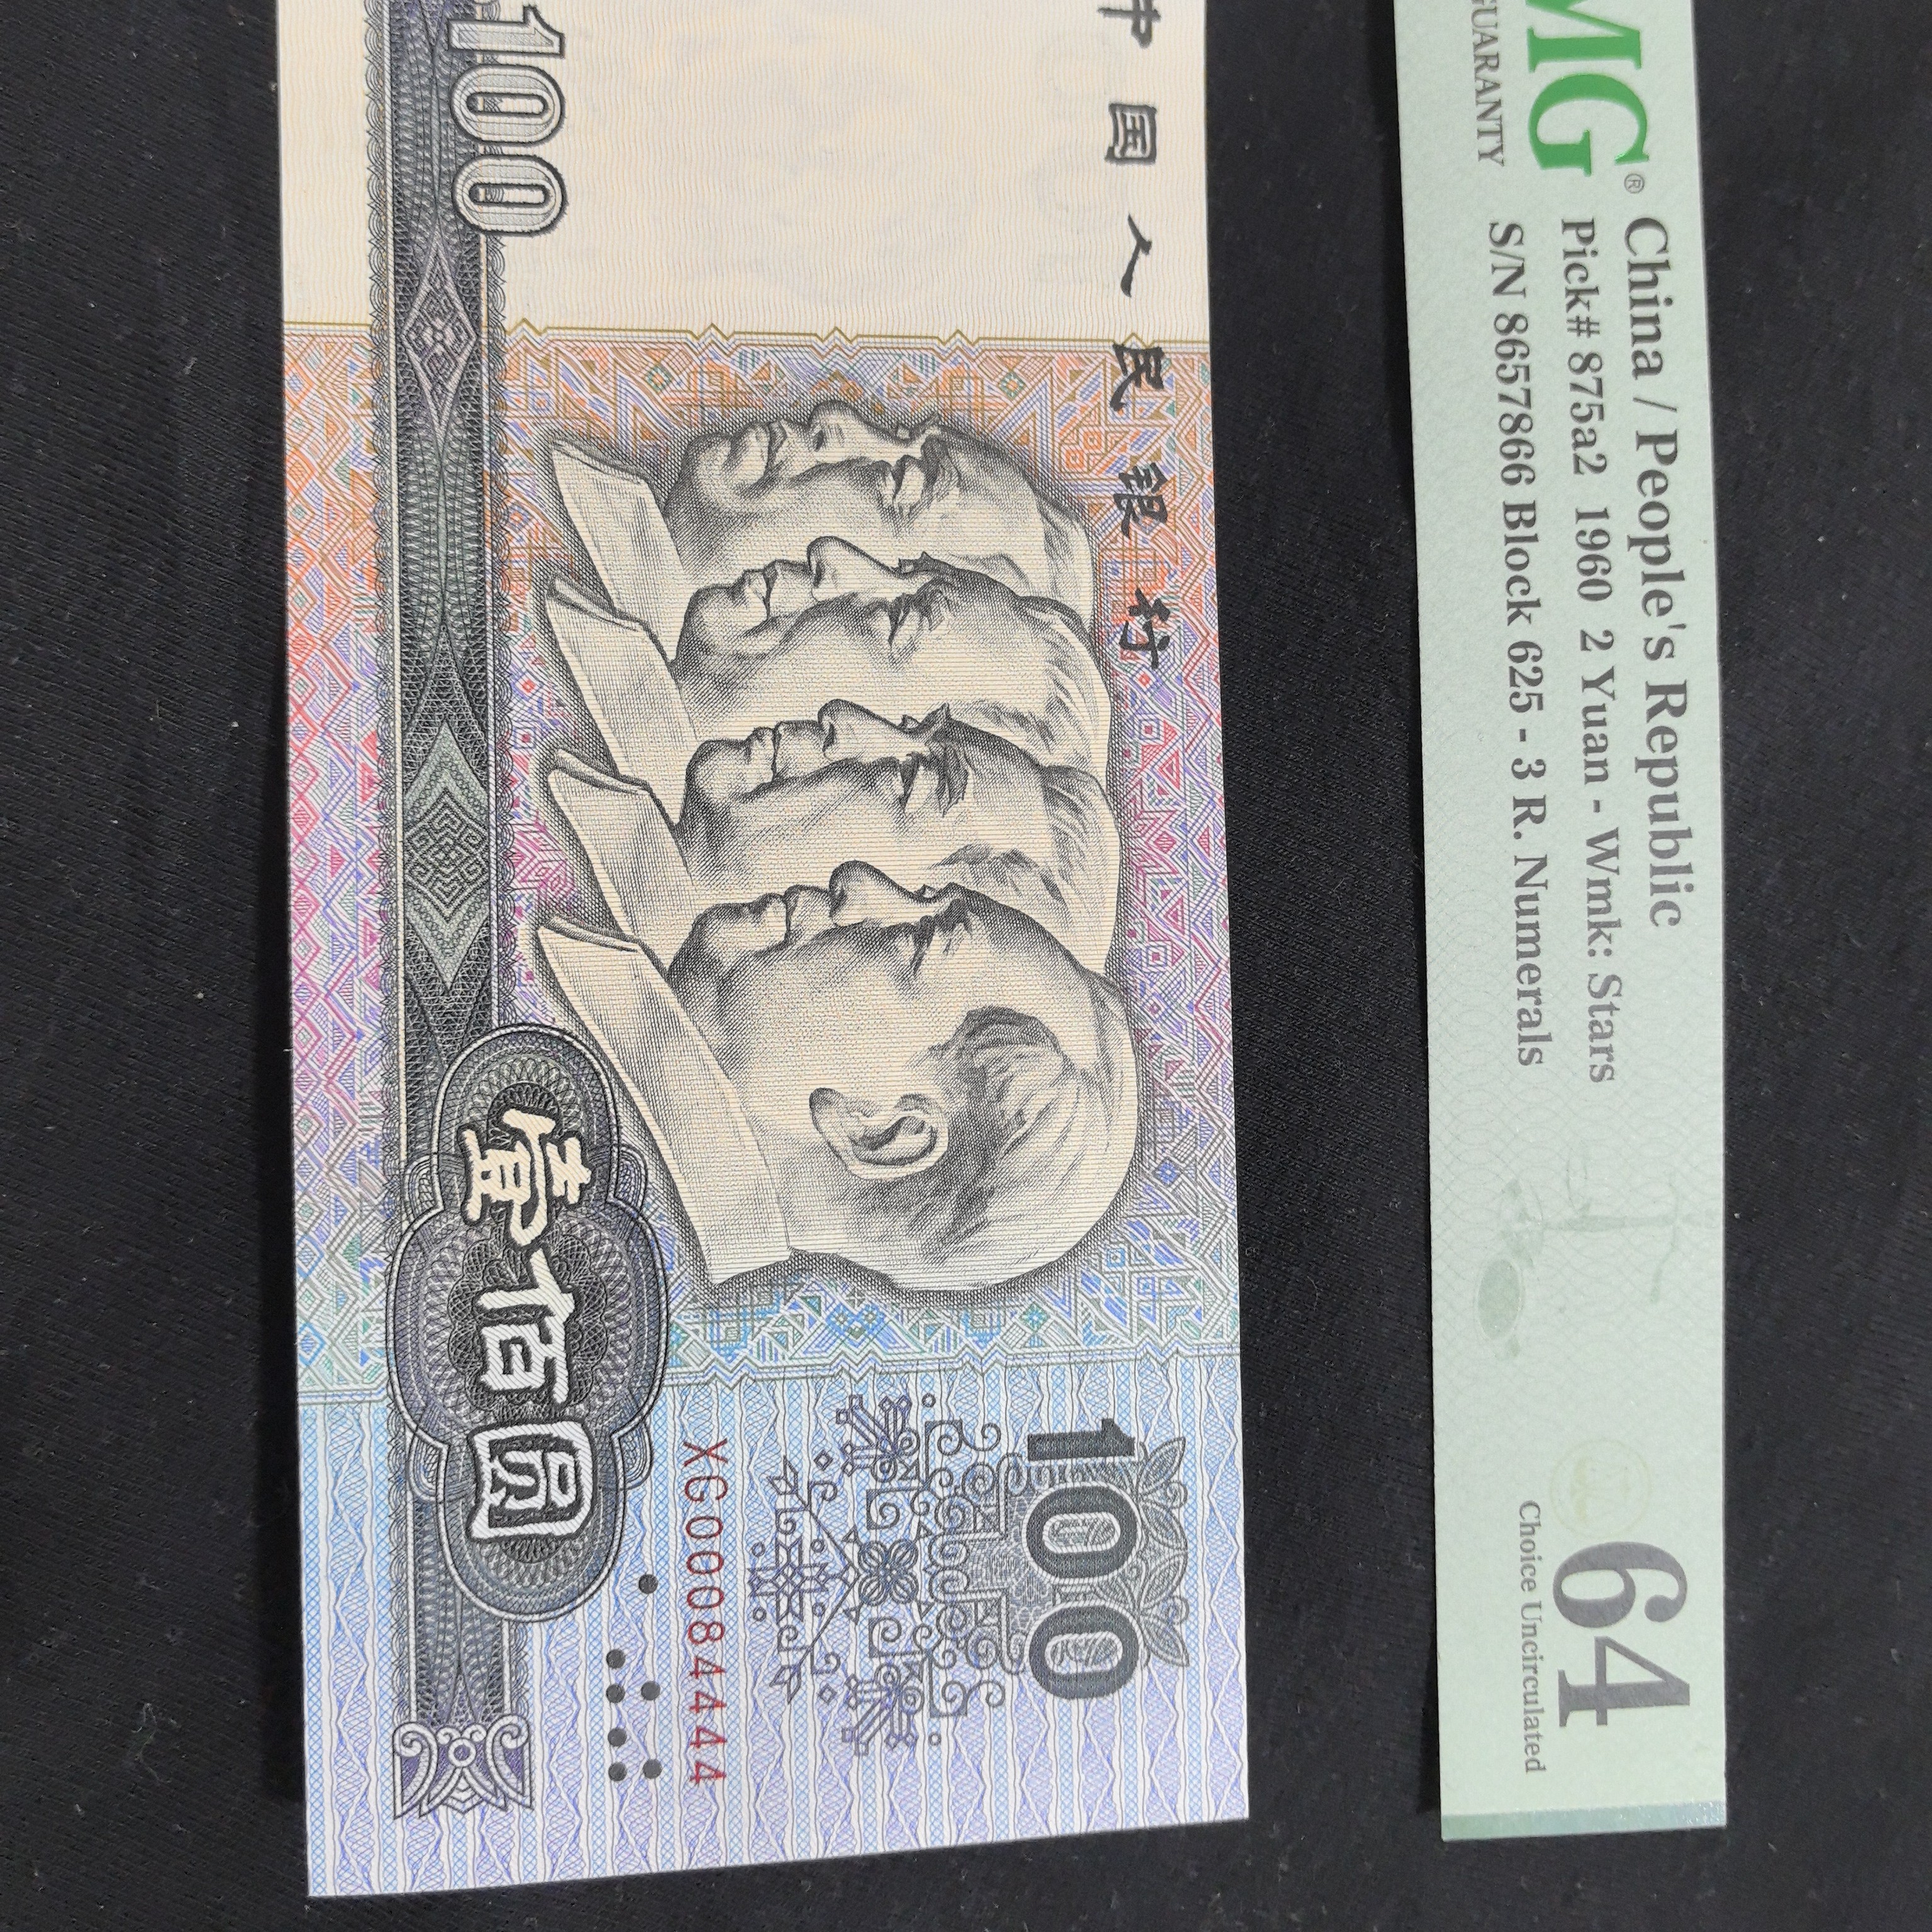 中国人民银行
100
100
壹佰圆
XG00084444
MG®
GUARANTY
China / People's Republic
Pick# 875a2 1960 2 Yuan - Wmk: Stars
S/N 8657866 Block 625 - 3 R. Numerals
64
Choice Uncirculated